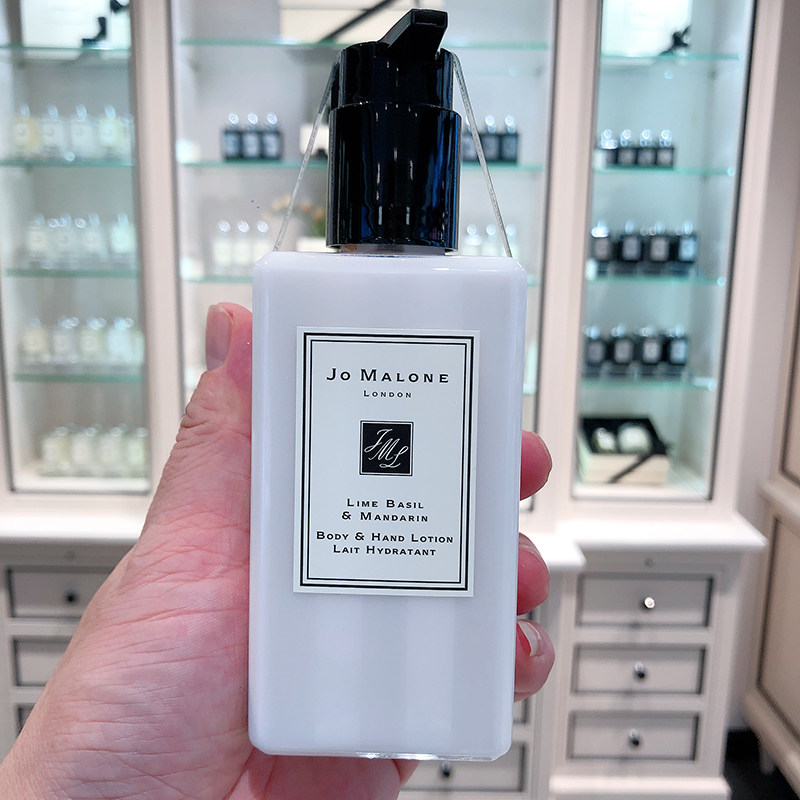 Jo Malone
London
JML
Lime Basil
& Mandarin
Body & Hand Lotion
Lait Hydratant